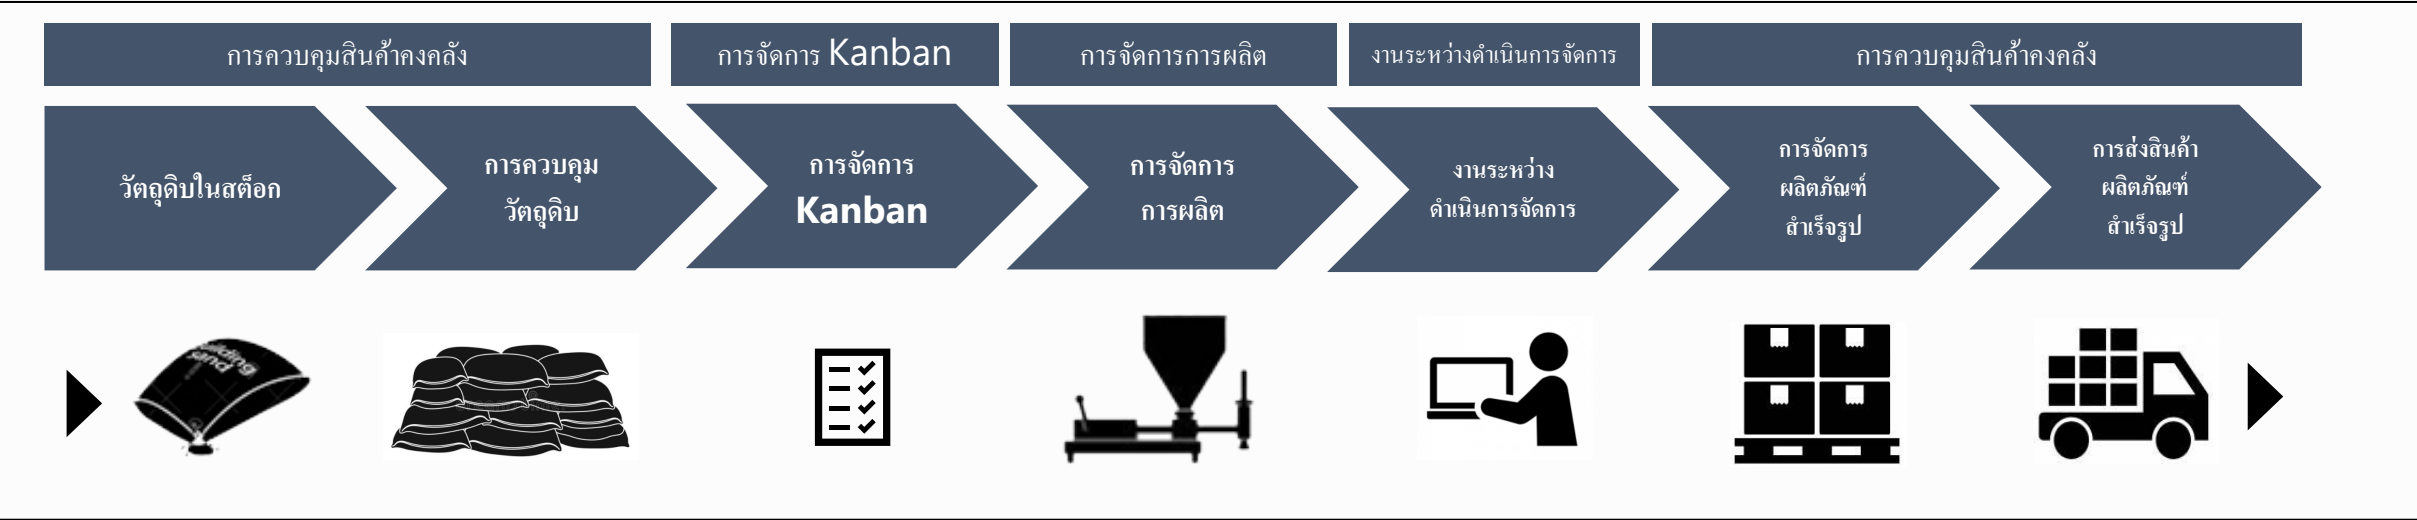 การควบคุมสินค้าคงคลัง
การจัดการ Kanban
การจัดการการผลิต
งานระหว่างดำเนินการจัดการ
การควบคุมสินค้าคงคลัง
วัตถุดิบในสต็อก
การควบคุม
วัตถุดิบ
การจัดการ
Kanban
การจัดการ
การผลิต
งานระหว่าง
ดำเนินการจัดการ
การจัดการ
ผลิตภัณฑ์
สำเร็จรูป
การส่งสินค้า
ผลิตภัณฑ์
สำเร็จรูป
building
sand